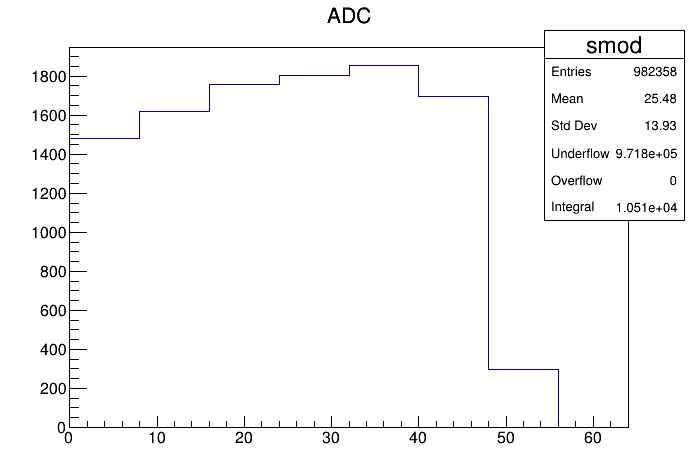 ADC
smod
Entries 982358
Mean 25.48
Std Dev 13.93
Underflow 9.718e+05
Overflow 0
Integral 1.051e+04
1800
1600
1400
1200
1000
800
600
400
200
0
0 10 20 30 40 50 60